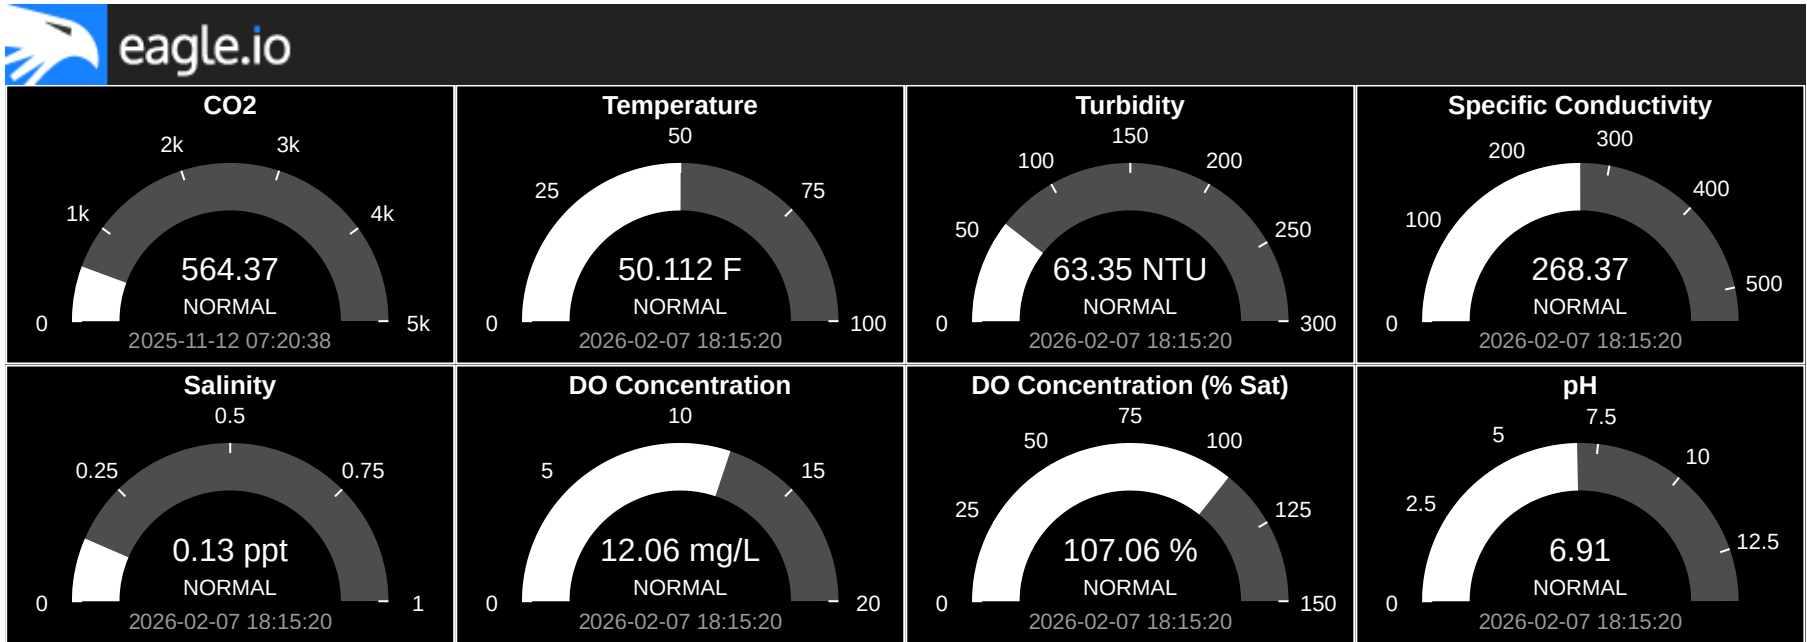 eagle.io
CO2
2k
3k
1k
4k
564.37
NORMAL
0
5k
2025-11-12 07:20:38
Temperature
50
25
75
50.112 F
NORMAL
0
100
2026-02-07 18:15:20
Turbidity
150
100
200
50
250
63.35 NTU
NORMAL
0
300
2026-02-07 18:15:20
Specific Conductivity
300
200
400
100
268.37
500
NORMAL
0
2026-02-07 18:15:20
Salinity
0.5
0.25
0.75
0.13 ppt
NORMAL
0
1
2026-02-07 18:15:20
DO Concentration
10
5
15
12.06 mg/L
NORMAL
0
20
2026-02-07 18:15:20
DO Concentration (% Sat)
75
50
100
25
125
107.06 %
NORMAL
0
150
2026-02-07 18:15:20
pH
7.5
5
10
2.5
12.5
6.91
NORMAL
0
2026-02-07 18:15:20